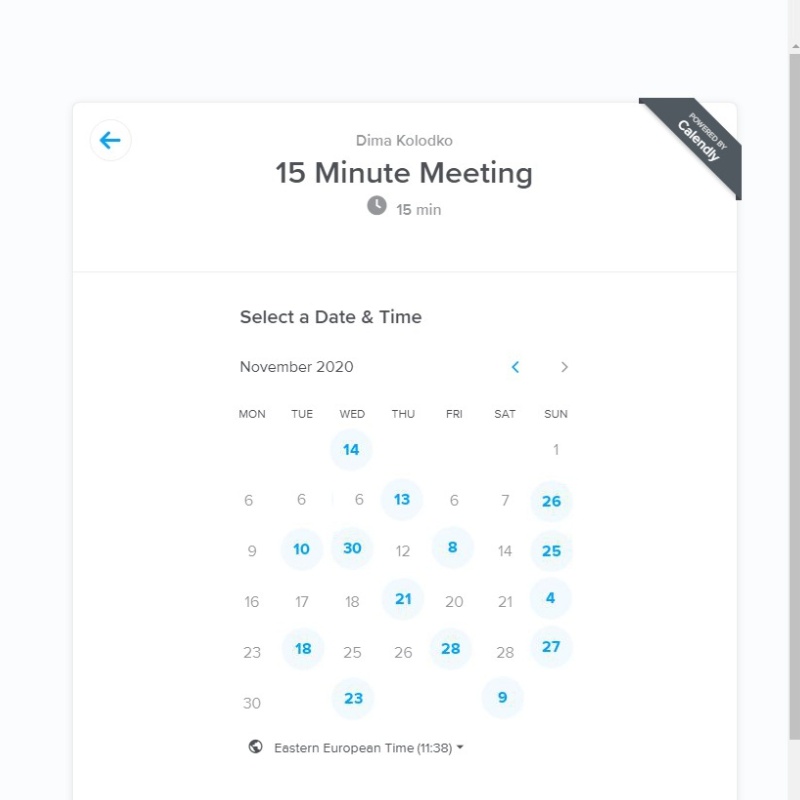 POWERED BY
Calendly
Dima Kolodko
15 Minute Meeting
15 min
Select a Date & Time
November 2020
MON TUE WED THU FRI SAT SUN
14 1
6 6 6 13 6 7 26
9 10 30 12 8 14 25
16 17 18 21 20 21 4
23 18 25 26 28 28 27
30 23 9
Eastern European Time (11:38)